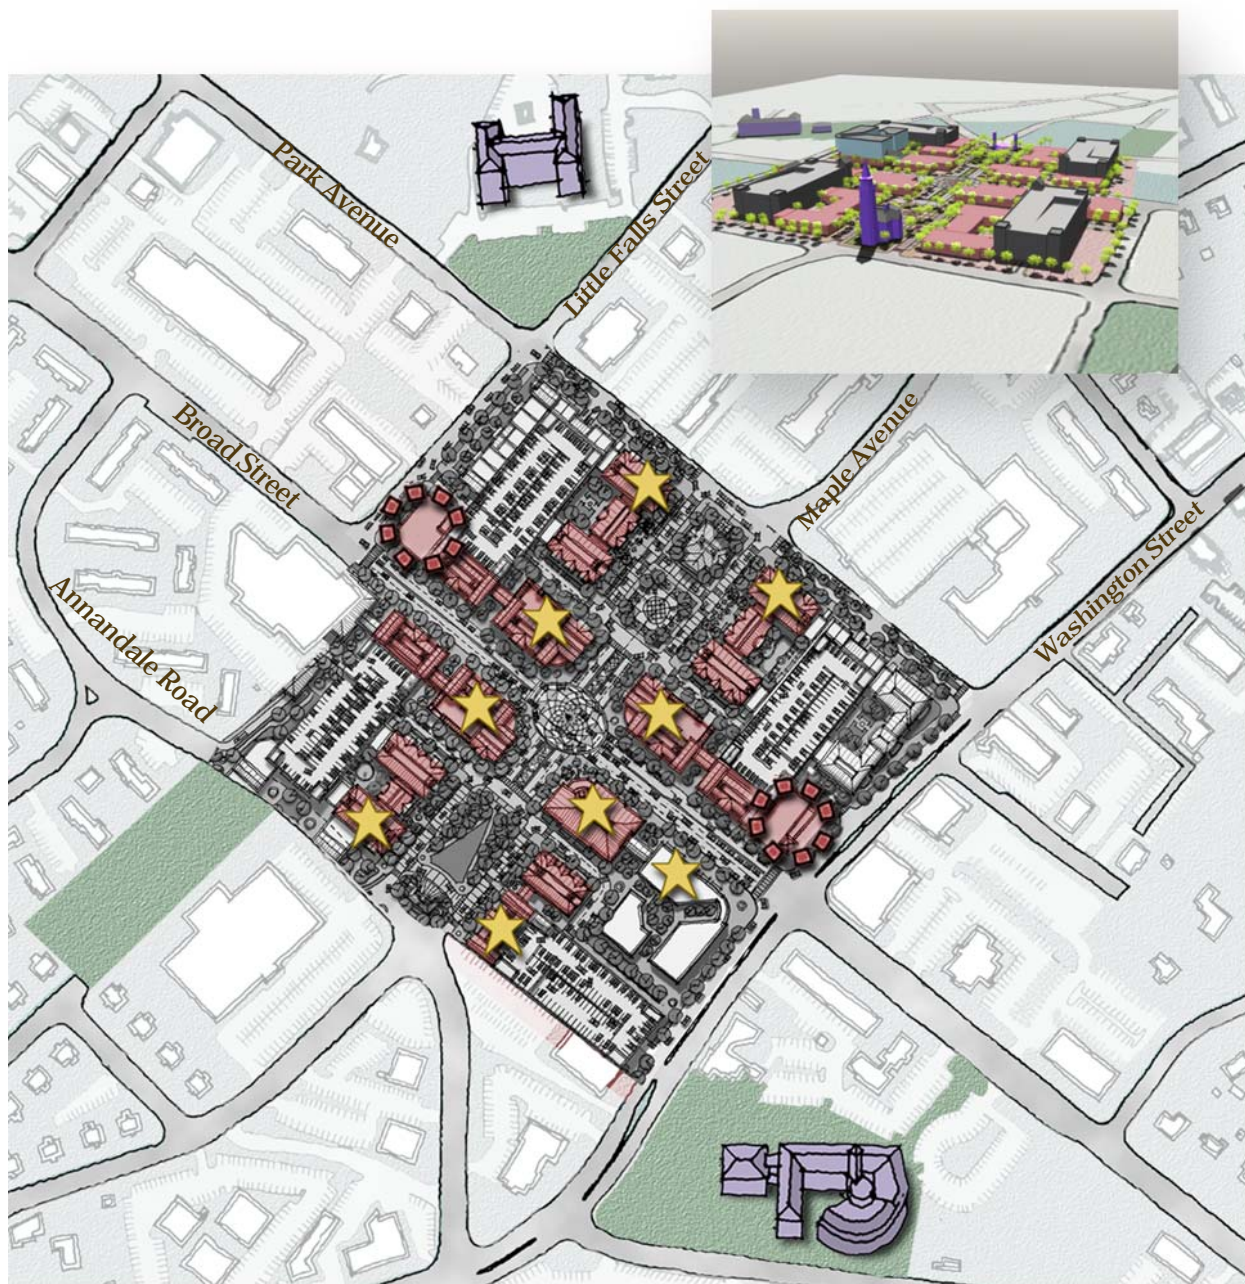 Park Avenue
Little Falls Street
Broad Street
Maple Avenue
Washington Street
Annandale Road